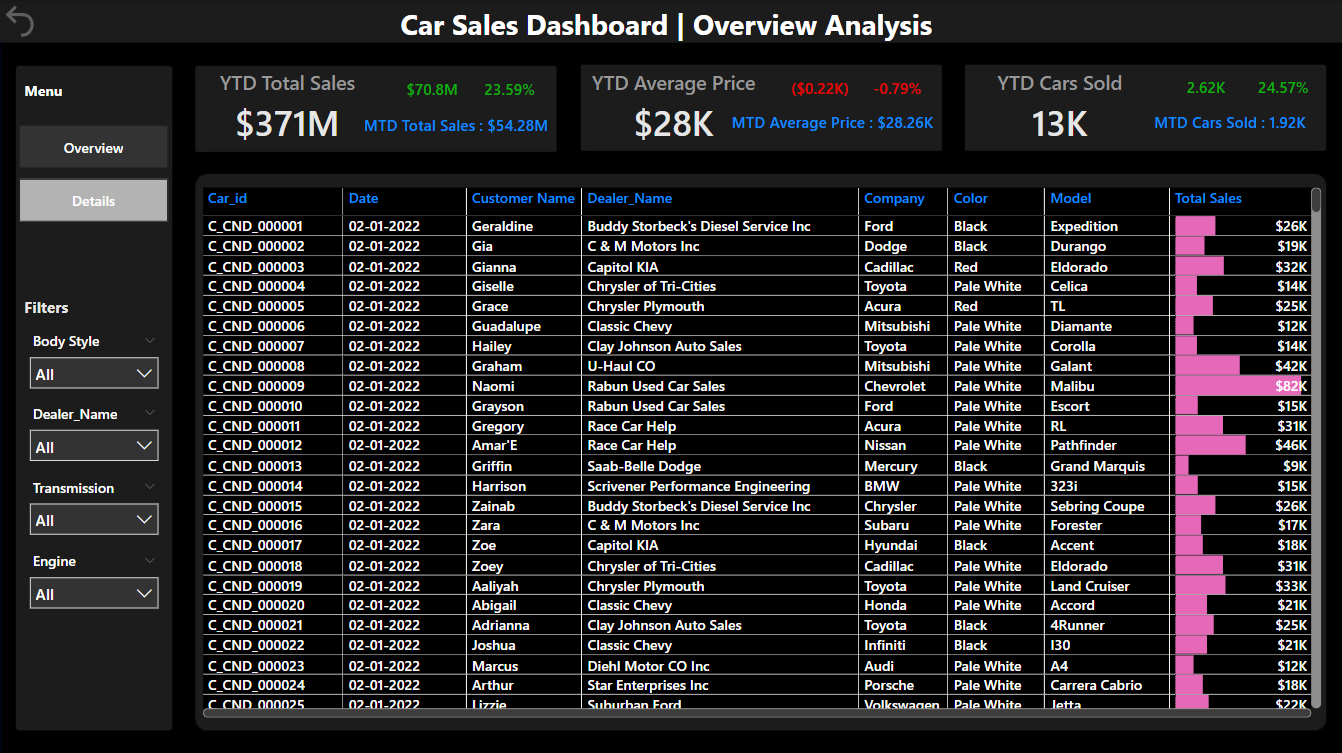 Car Sales Dashboard | Overview Analysis
Menu
Overview
Details
Filters
Body Style
All
Dealer_Name
All
Transmission
All
Engine
All
YTD Total Sales $70.8M 23.59%
$371M MTD Total Sales : $54.28M
YTD Average Price ($0.22K) -0.79%
$28K MTD Average Price : $28.26K
YTD Cars Sold 2.62K 24.57%
13K MTD Cars Sold : 1.92K
Car_id Date Customer Name Dealer_Name Company Color Model Total Sales
C_CND_000001 02-01-2022 Geraldine Buddy Storbeck's Diesel Service Inc Ford Black Expedition $26K
C_CND_000002 02-01-2022 Gia C & M Motors Inc Dodge Black Durango $19K
C_CND_000003 02-01-2022 Gianna Capitol KIA Cadillac Red Eldorado $32K
C_CND_000004 02-01-2022 Giselle Chrysler of Tri-Cities Toyota Pale White Celica $14K
C_CND_000005 02-01-2022 Grace Chrysler Plymouth Acura Red TL $25K
C_CND_000006 02-01-2022 Guadalupe Classic Chevy Mitsubishi Pale White Diamante $12K
C_CND_000007 02-01-2022 Hailey Clay Johnson Auto Sales Toyota Pale White Corolla $14K
C_CND_000008 02-01-2022 Graham U-Haul CO Mitsubishi Pale White Galant $42K
C_CND_000009 02-01-2022 Naomi Rabun Used Car Sales Chevrolet Pale White Malibu $82K
C_CND_000010 02-01-2022 Grayson Rabun Used Car Sales Ford Pale White Escort $15K
C_CND_000011 02-01-2022 Gregory Race Car Help Acura Pale White RL $31K
C_CND_000012 02-01-2022 Amar'E Race Car Help Nissan Pale White Pathfinder $46K
C_CND_000013 02-01-2022 Griffin Saab-Belle Dodge Mercury Black Grand Marquis $9K
C_CND_000014 02-01-2022 Harrison Scrivener Performance Engineering BMW Pale White 323i $15K
C_CND_000015 02-01-2022 Zainab Buddy Storbeck's Diesel Service Inc Chrysler Pale White Sebring Coupe $26K
C_CND_000016 02-01-2022 Zara C & M Motors Inc Subaru Pale White Forester $17K
C_CND_000017 02-01-2022 Zoe Capitol KIA Hyundai Black Accent $18K
C_CND_000018 02-01-2022 Zoey Chrysler of Tri-Cities Cadillac Pale White Eldorado $31K
C_CND_000019 02-01-2022 Aaliyah Chrysler Plymouth Toyota Pale White Land Cruiser $33K
C_CND_000020 02-01-2022 Abigail Classic Chevy Honda Pale White Accord $21K
C_CND_000021 02-01-2022 Adrianna Clay Johnson Auto Sales Toyota Black 4Runner $25K
C_CND_000022 02-01-2022 Joshua Classic Chevy Infiniti Black I30 $21K
C_CND_000023 02-01-2022 Marcus Diehl Motor CO Inc Audi Pale White A4 $12K
C_CND_000024 02-01-2022 Arthur Star Enterprises Inc Porsche Pale White Carrera Cabrio $18K
C_CND_000025 02-01-2022 Lizzie Suburban Ford Volkswagen Pale White Jetta $22K